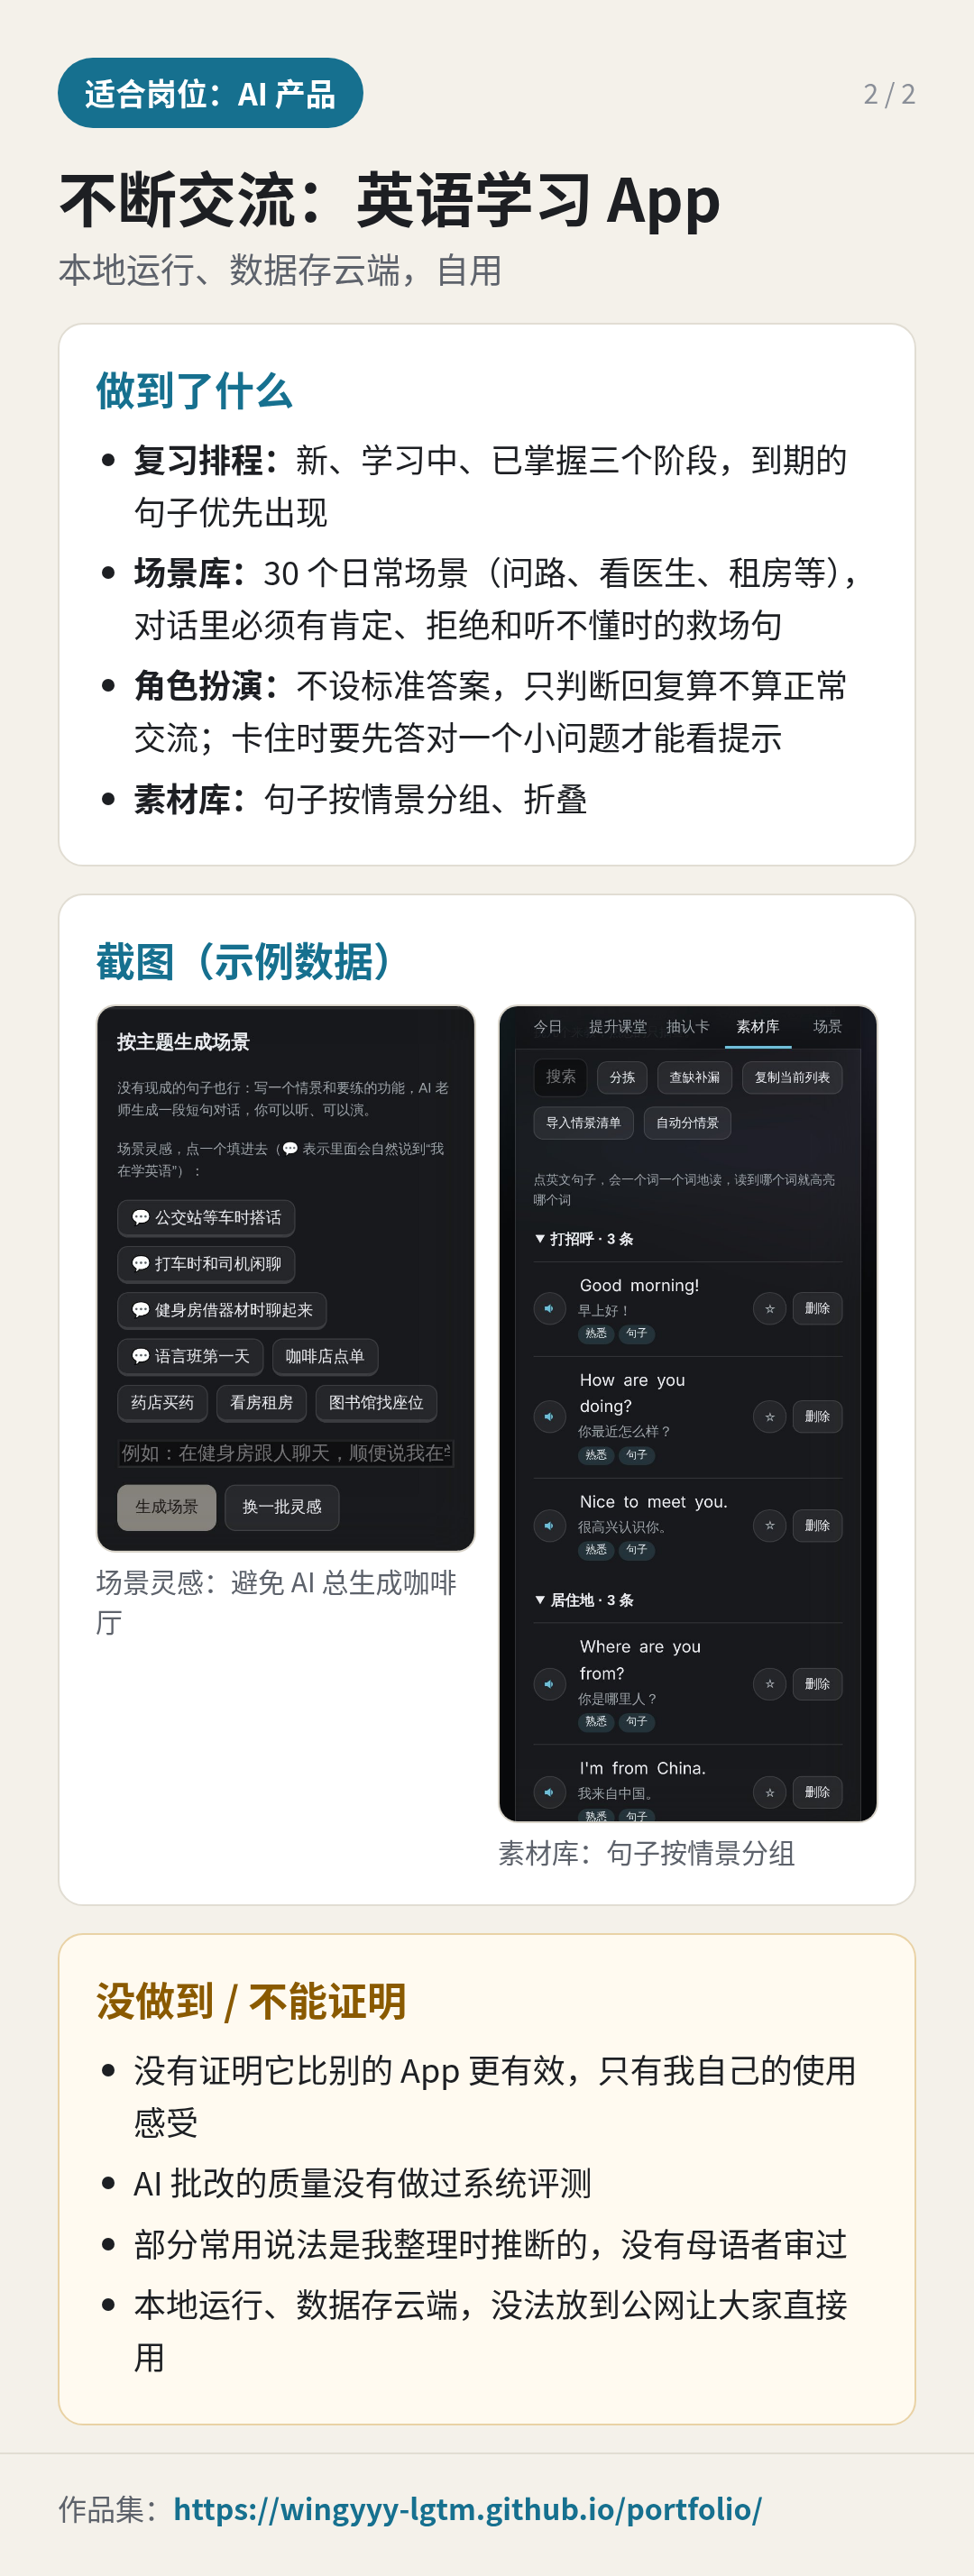 适合岗位：AI 产品
2 / 2
不断交流：英语学习 App
本地运行、数据存云端，自用
做到了什么
• 复习排程：新、学习中、已掌握三个阶段，到期的
句子优先出现
• 场景库：30 个日常场景（问路、看医生、租房等），
对话里必须有肯定、拒绝和听不懂时的救场句
• 角色扮演：不设标准答案，只判断回复算不算正常
交流；卡住时要先答对一个小问题才能看提示
• 素材库：句子按情景分组、折叠
截图（示例数据）
按主题生成场景
没有现成的句子也行：写一个情景和要练的功能，AI 老
师生成一段短句对话，你可以听、可以演。
场景灵感，点一个填进去（💬 表示里面会自然说到“我
在学英语”）：
💬 公交站等车时搭话
💬 打车时和司机闲聊
💬 健身房借器材时聊起来
💬 语言班第一天 咖啡店点单
药店买药 看房租房 图书馆找座位
例如：在健身房跟人聊天，顺便说我在
生成场景 换一批灵感
场景灵感：避免 AI 总生成咖啡
厅
今日 提升课堂 抽认卡 素材库 场景
搜索 分拣 查缺补漏 复制当前列表
导入情景清单 自动分情景
点英文句子，会一个词一个词地读，读到哪个词就高亮
哪个词
▼ 打招呼 · 3 条
Good morning!
早上好！
熟悉 句子
☆ 删除
How are you
doing?
你最近怎么样？
熟悉 句子
☆ 删除
Nice to meet you.
很高兴认识你。
熟悉 句子
☆ 删除
▼ 居住地 · 3 条
Where are you
from?
你是哪里人？
熟悉 句子
☆ 删除
I'm from China.
我来自中国。
熟悉 句子
☆ 删除
素材库：句子按情景分组
没做到 / 不能证明
• 没有证明它比别的 App 更有效，只有我自己的使用
感受
• AI 批改的质量没有做过系统评测
• 部分常用说法是我整理时推断的，没有母语者审过
• 本地运行、数据存云端，没法放到公网让大家直接
用
作品集：https://wingyyy-lgtm.github.io/portfolio/